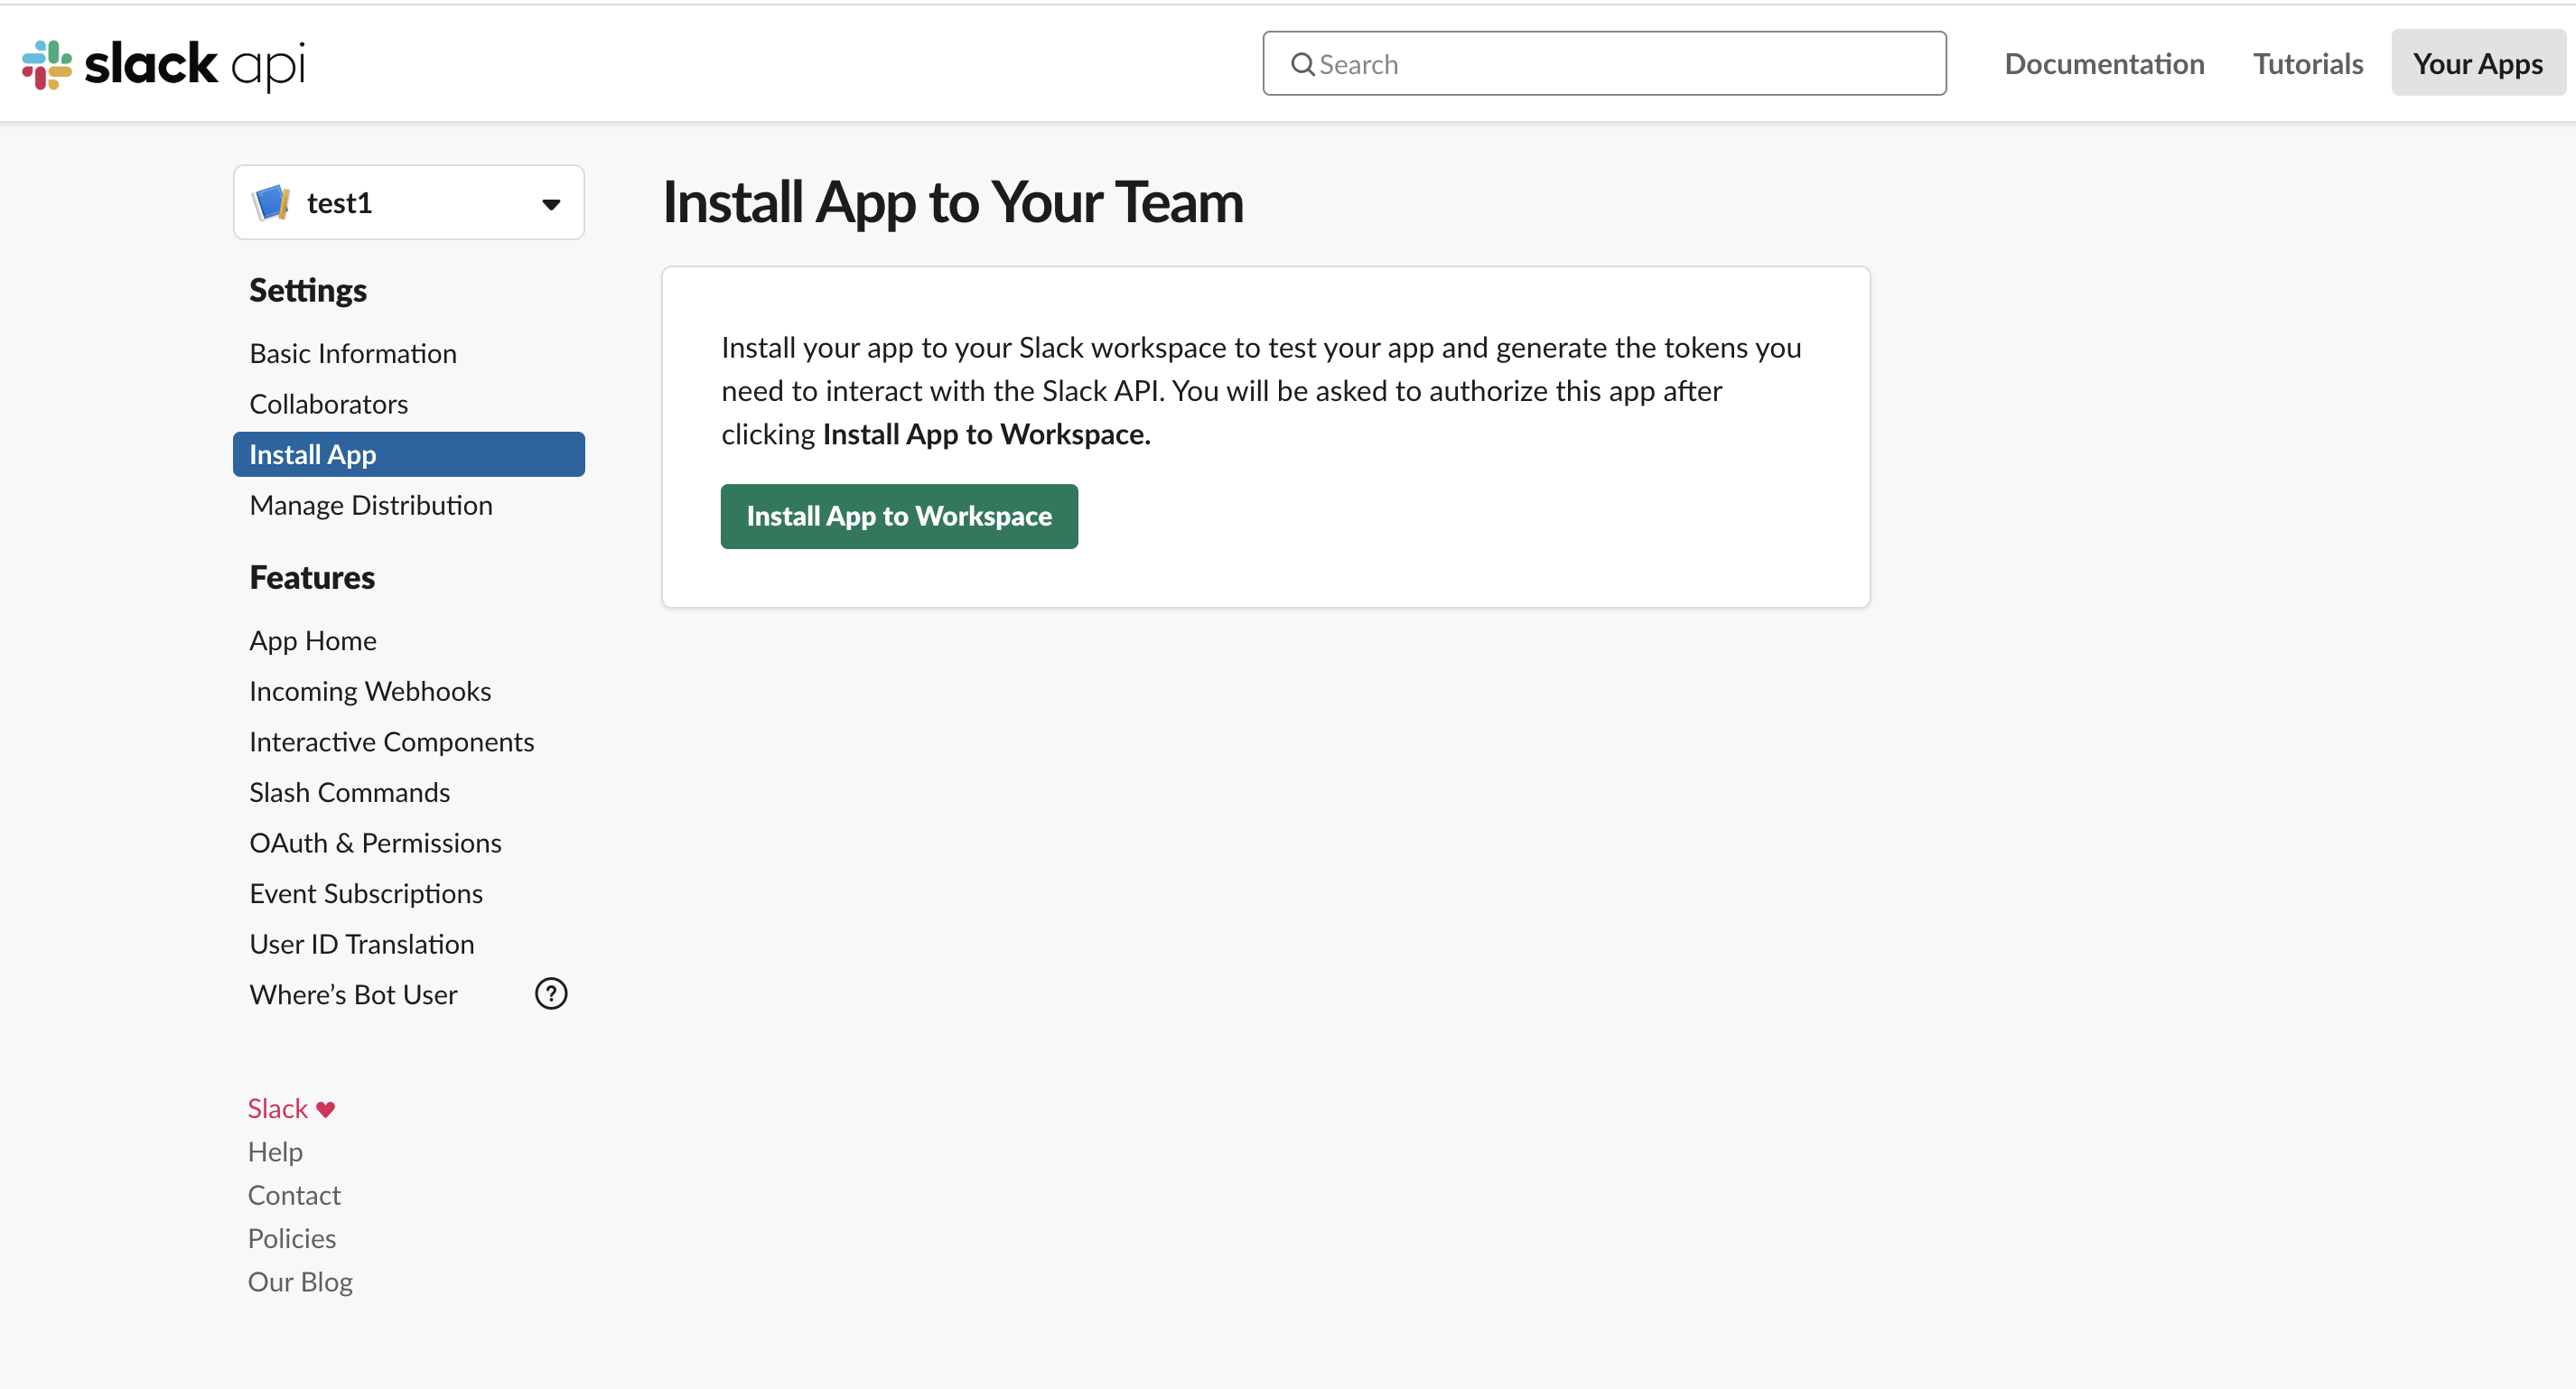 slack api
Search
Documentation
Tutorials
Your Apps
test1
Settings
Basic Information
Collaborators
Install App
Manage Distribution
Features
App Home
Incoming Webhooks
Interactive Components
Slash Commands
OAuth & Permissions
Event Subscriptions
User ID Translation
Where’s Bot User
?
Slack ♥
Help
Contact
Policies
Our Blog
Install App to Your Team
Install your app to your Slack workspace to test your app and generate the tokens you
need to interact with the Slack API. You will be asked to authorize this app after
clicking Install App to Workspace.
Install App to Workspace